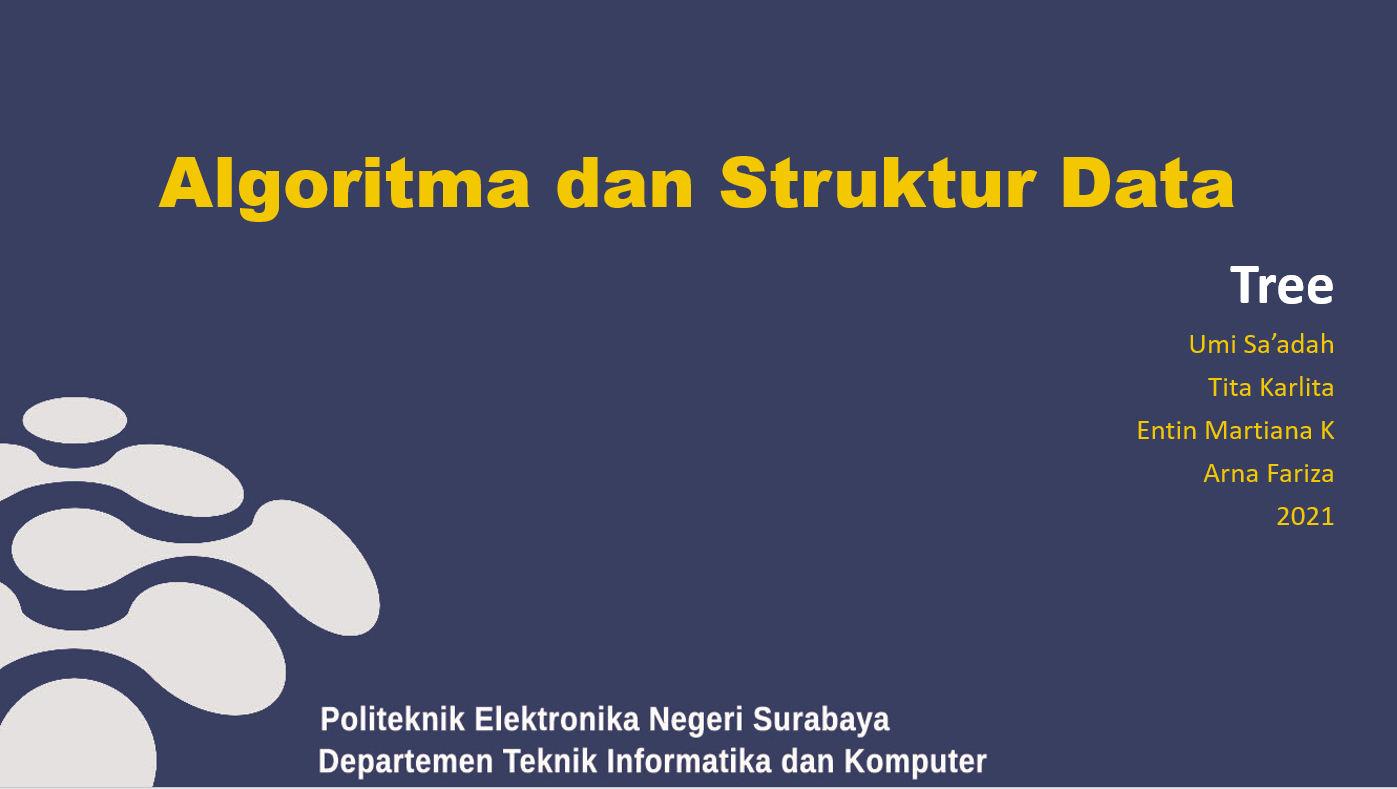 Algoritma dan Struktur Data
Tree
Umi Sa’adah
Tita Karlita
Entin Martiana K
Arna Fariza
2021
Politeknik Elektronika Negeri Surabaya
Departemen Teknik Informatika dan Komputer